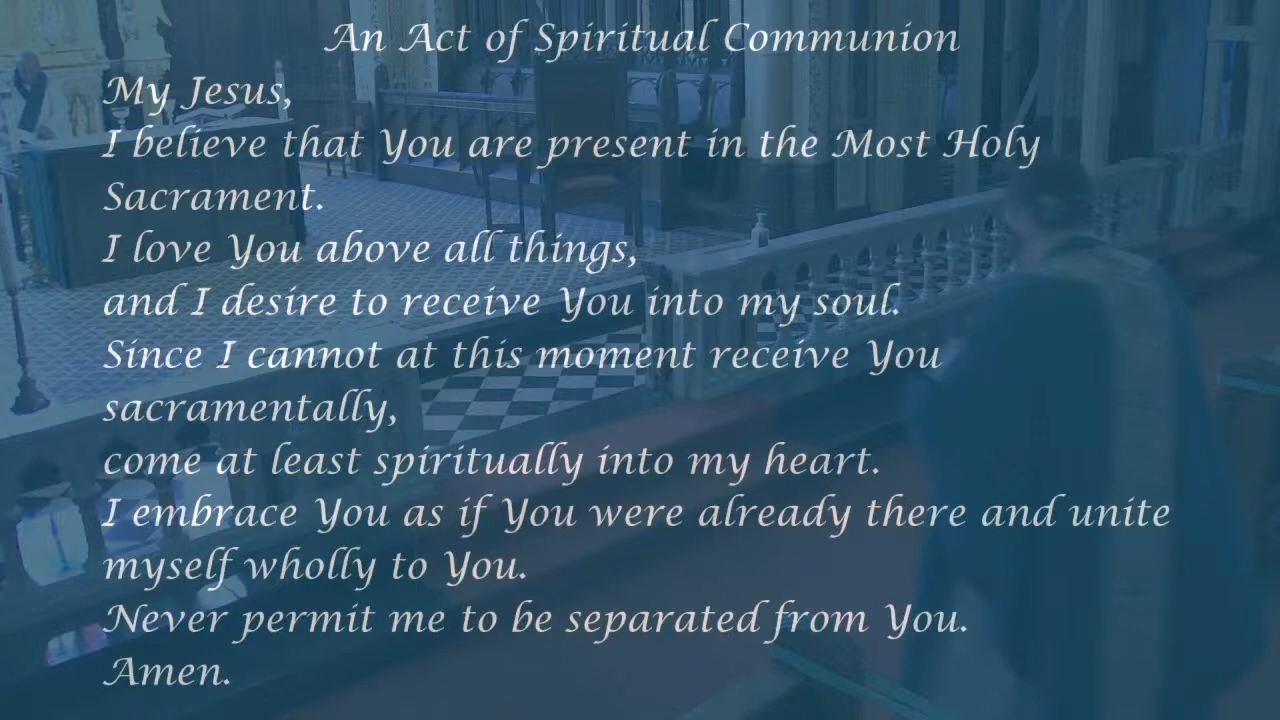 An Act of Spiritual Communion
My Jesus,
I believe that You are present in the Most Holy
Sacrament.
I love You above all things,
and I desire to receive You into my soul.
Since I cannot at this moment receive You
sacramentally,
come at least spiritually into my heart.
I embrace You as if You were already there and unite
myself wholly to You.
Never permit me to be separated from You.
Amen.